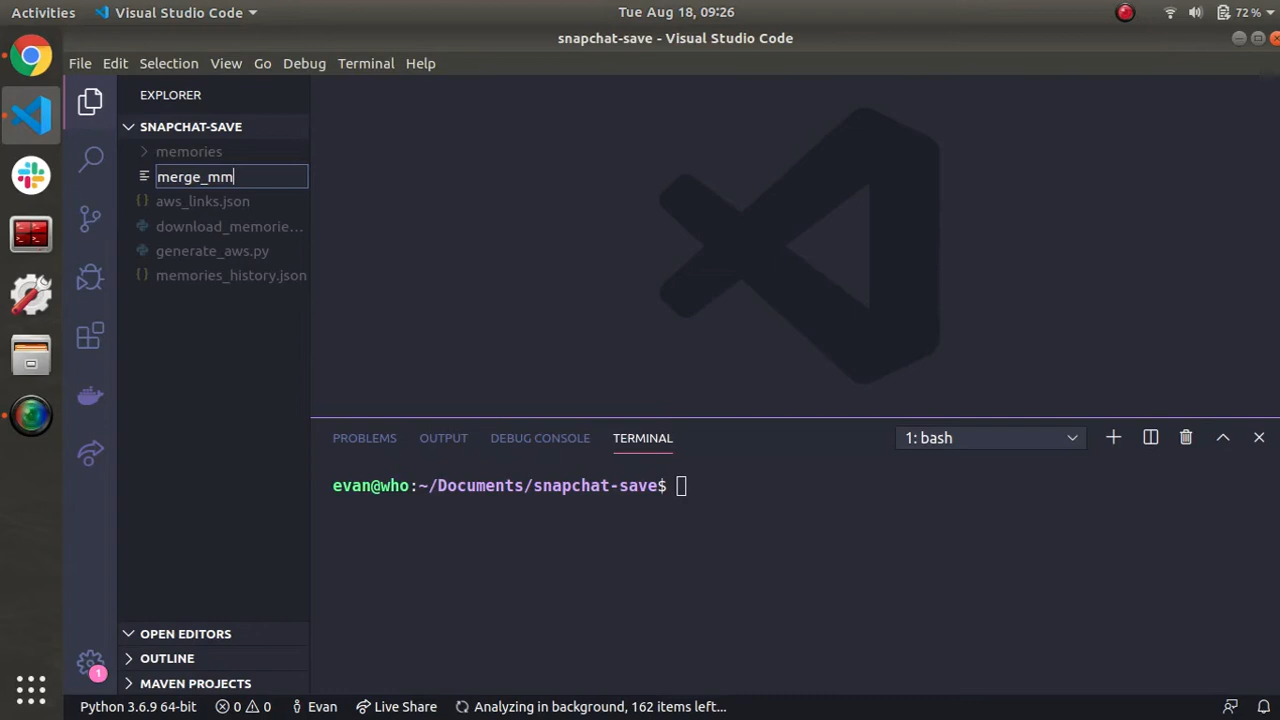 Activities Visual Studio Code Tue Aug 18, 09:26 72 %
snapchat-save - Visual Studio Code
File Edit Selection View Go Debug Terminal Help
EXPLORER
SNAPCHAT-SAVE
memories
merge_mm
aws_links.json
download_memorie...
generate_aws.py
memories_history.json
PROBLEMS OUTPUT DEBUG CONSOLE TERMINAL 1: bash
evan@who:~/Documents/snapchat-save$
OPEN EDITORS
OUTLINE
MAVEN PROJECTS
1
Python 3.6.9 64-bit 0 0 Evan Live Share Analyzing in background, 162 items left...